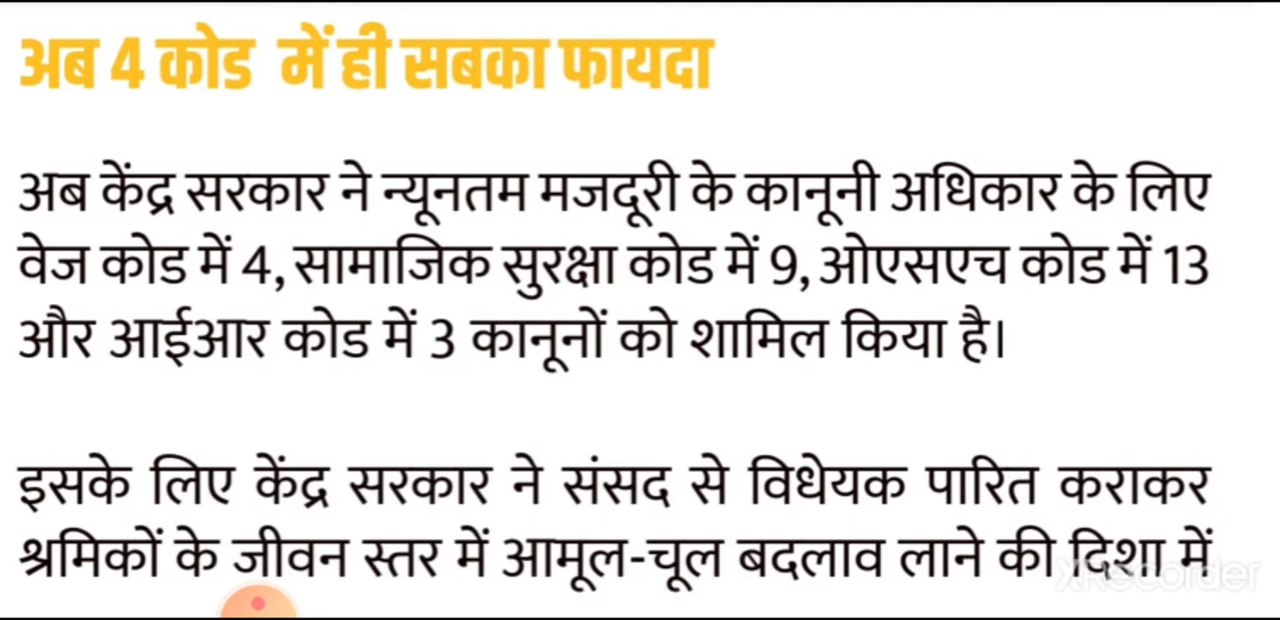 अब 4 कोड में ही सबका फायदा
अब केंद्र सरकार ने न्यूनतम मजदूरी के कानूनी अधिकार के लिए
वेज कोड में 4, सामाजिक सुरक्षा कोड में 9, ओएसएच कोड में 13
और आईआर कोड में 3 कानूनों को शामिल किया है।
इसके लिए केंद्र सरकार ने संसद से विधेयक पारित कराकर
श्रमिकों के जीवन स्तर में आमूल-चूल बदलाव लाने की दिशा में
XRecorder